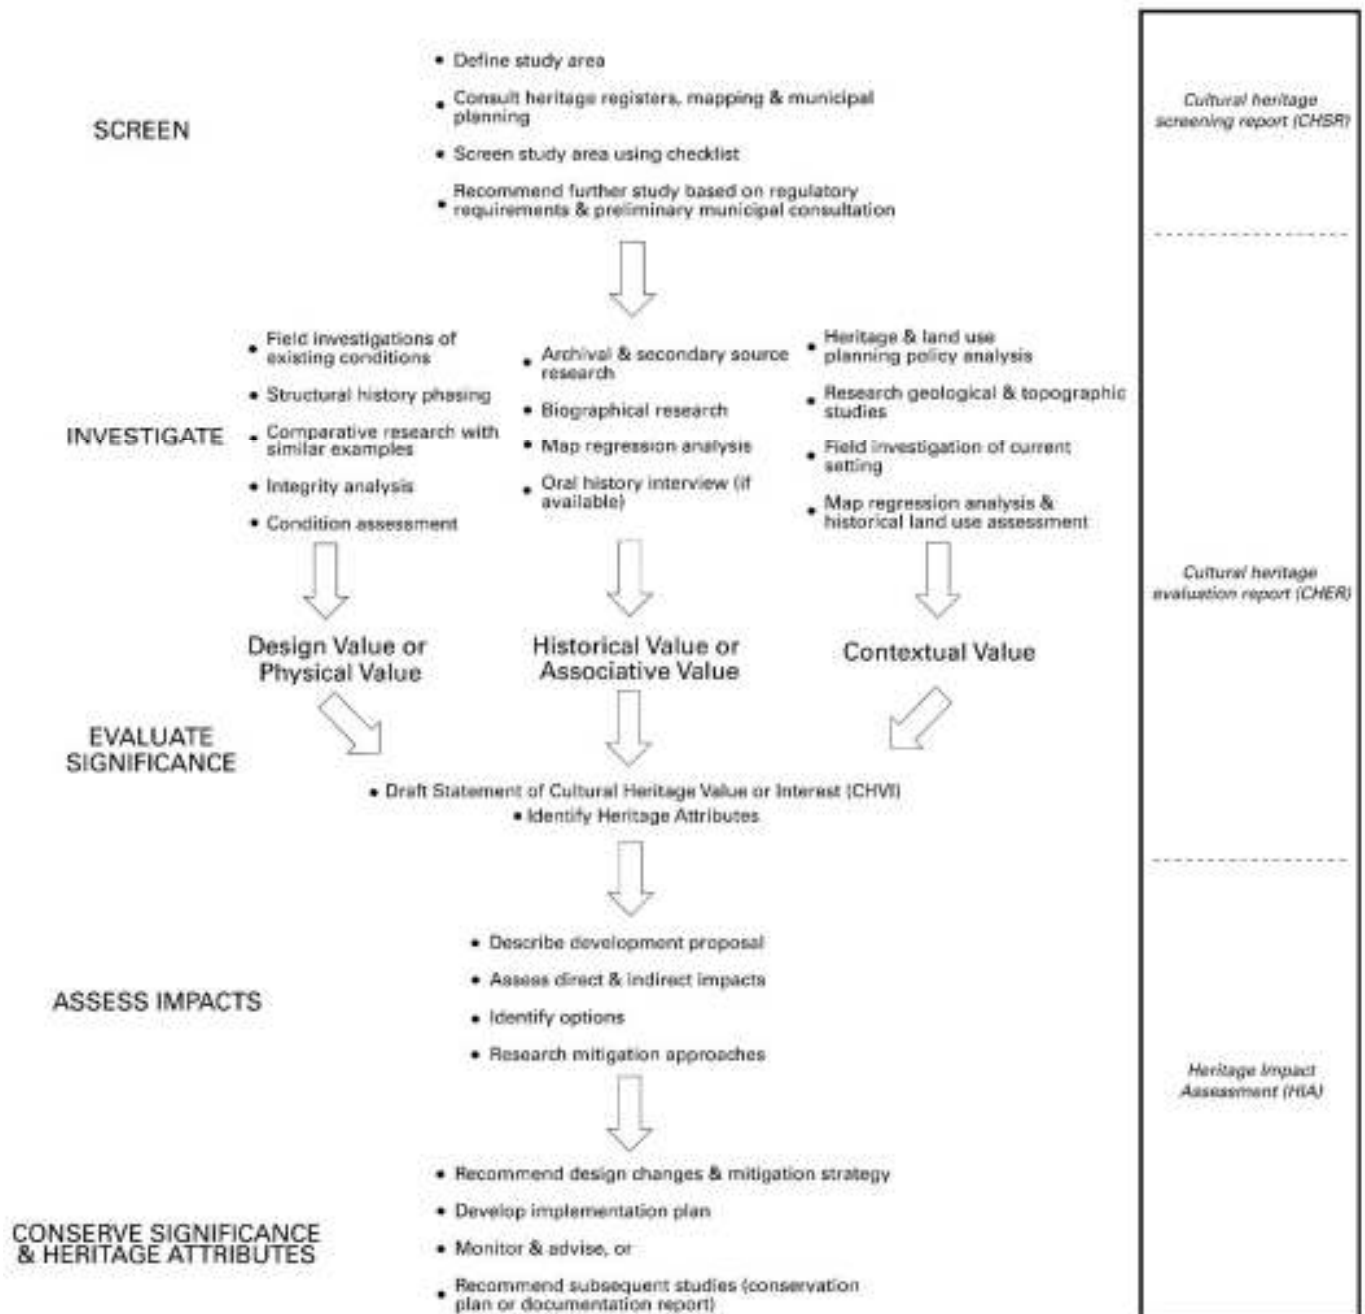 SCREEN
• Define study area
• Consult heritage registers, mapping & municipal
planning
• Screen study area using checklist
• Recommend further study based on regulatory
requirements & preliminary municipal consultation
Cultural heritage
screening report (CHSR)
INVESTIGATE
• Field investigations of
existing conditions
• Structural history phasing
• Comparative research with
similar examples
• Integrity analysis
• Condition assessment
• Archival & secondary source
research
• Biographical research
• Map regression analysis
• Oral history interview (if
available)
• Heritage & land use
planning policy analysis
• Research geological & topographic
studies
• Field investigation of current
setting
• Map regression analysis &
historical land use assessment
Cultural heritage
evaluation report (CHER)
Design Value or
Physical Value
Historical Value or
Associative Value
Contextual Value
EVALUATE
SIGNIFICANCE
• Draft Statement of Cultural Heritage Value or Interest (CHVI)
• Identify Heritage Attributes
ASSESS IMPACTS
• Describe development proposal
• Assess direct & indirect impacts
• Identify options
• Research mitigation approaches
Heritage Impact
Assessment (HIA)
CONSERVE SIGNIFICANCE
& HERITAGE ATTRIBUTES
• Recommend design changes & mitigation strategy
• Develop implementation plan
• Monitor & advise, or
• Recommend subsequent studies (conservation
plan or documentation report)